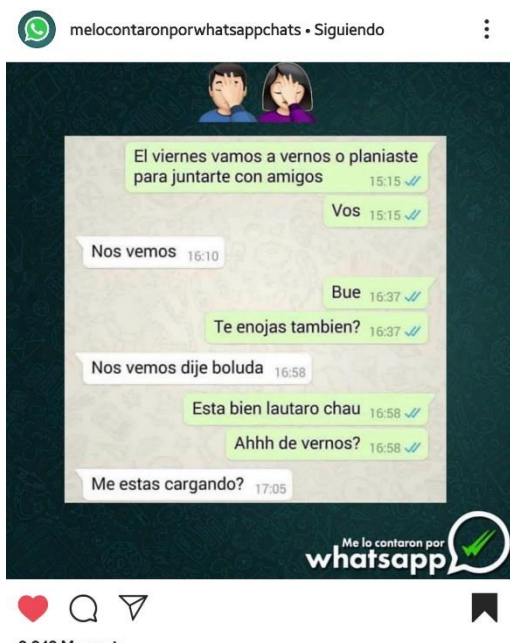 melocontaronporwhatsappchats • Siguiendo
El viernes vamos a vernos o planiaste
para juntarte con amigos 15:15
Vos 15:15
Nos vemos 16:10
Bue 16:37
Te enojas tambien? 16:37
Nos vemos dije boluda 16:58
Esta bien lautaro chau 16:58
Ahhh de vernos? 16:58
Me estas cargando? 17:05
Me lo contaron por
whatsapp